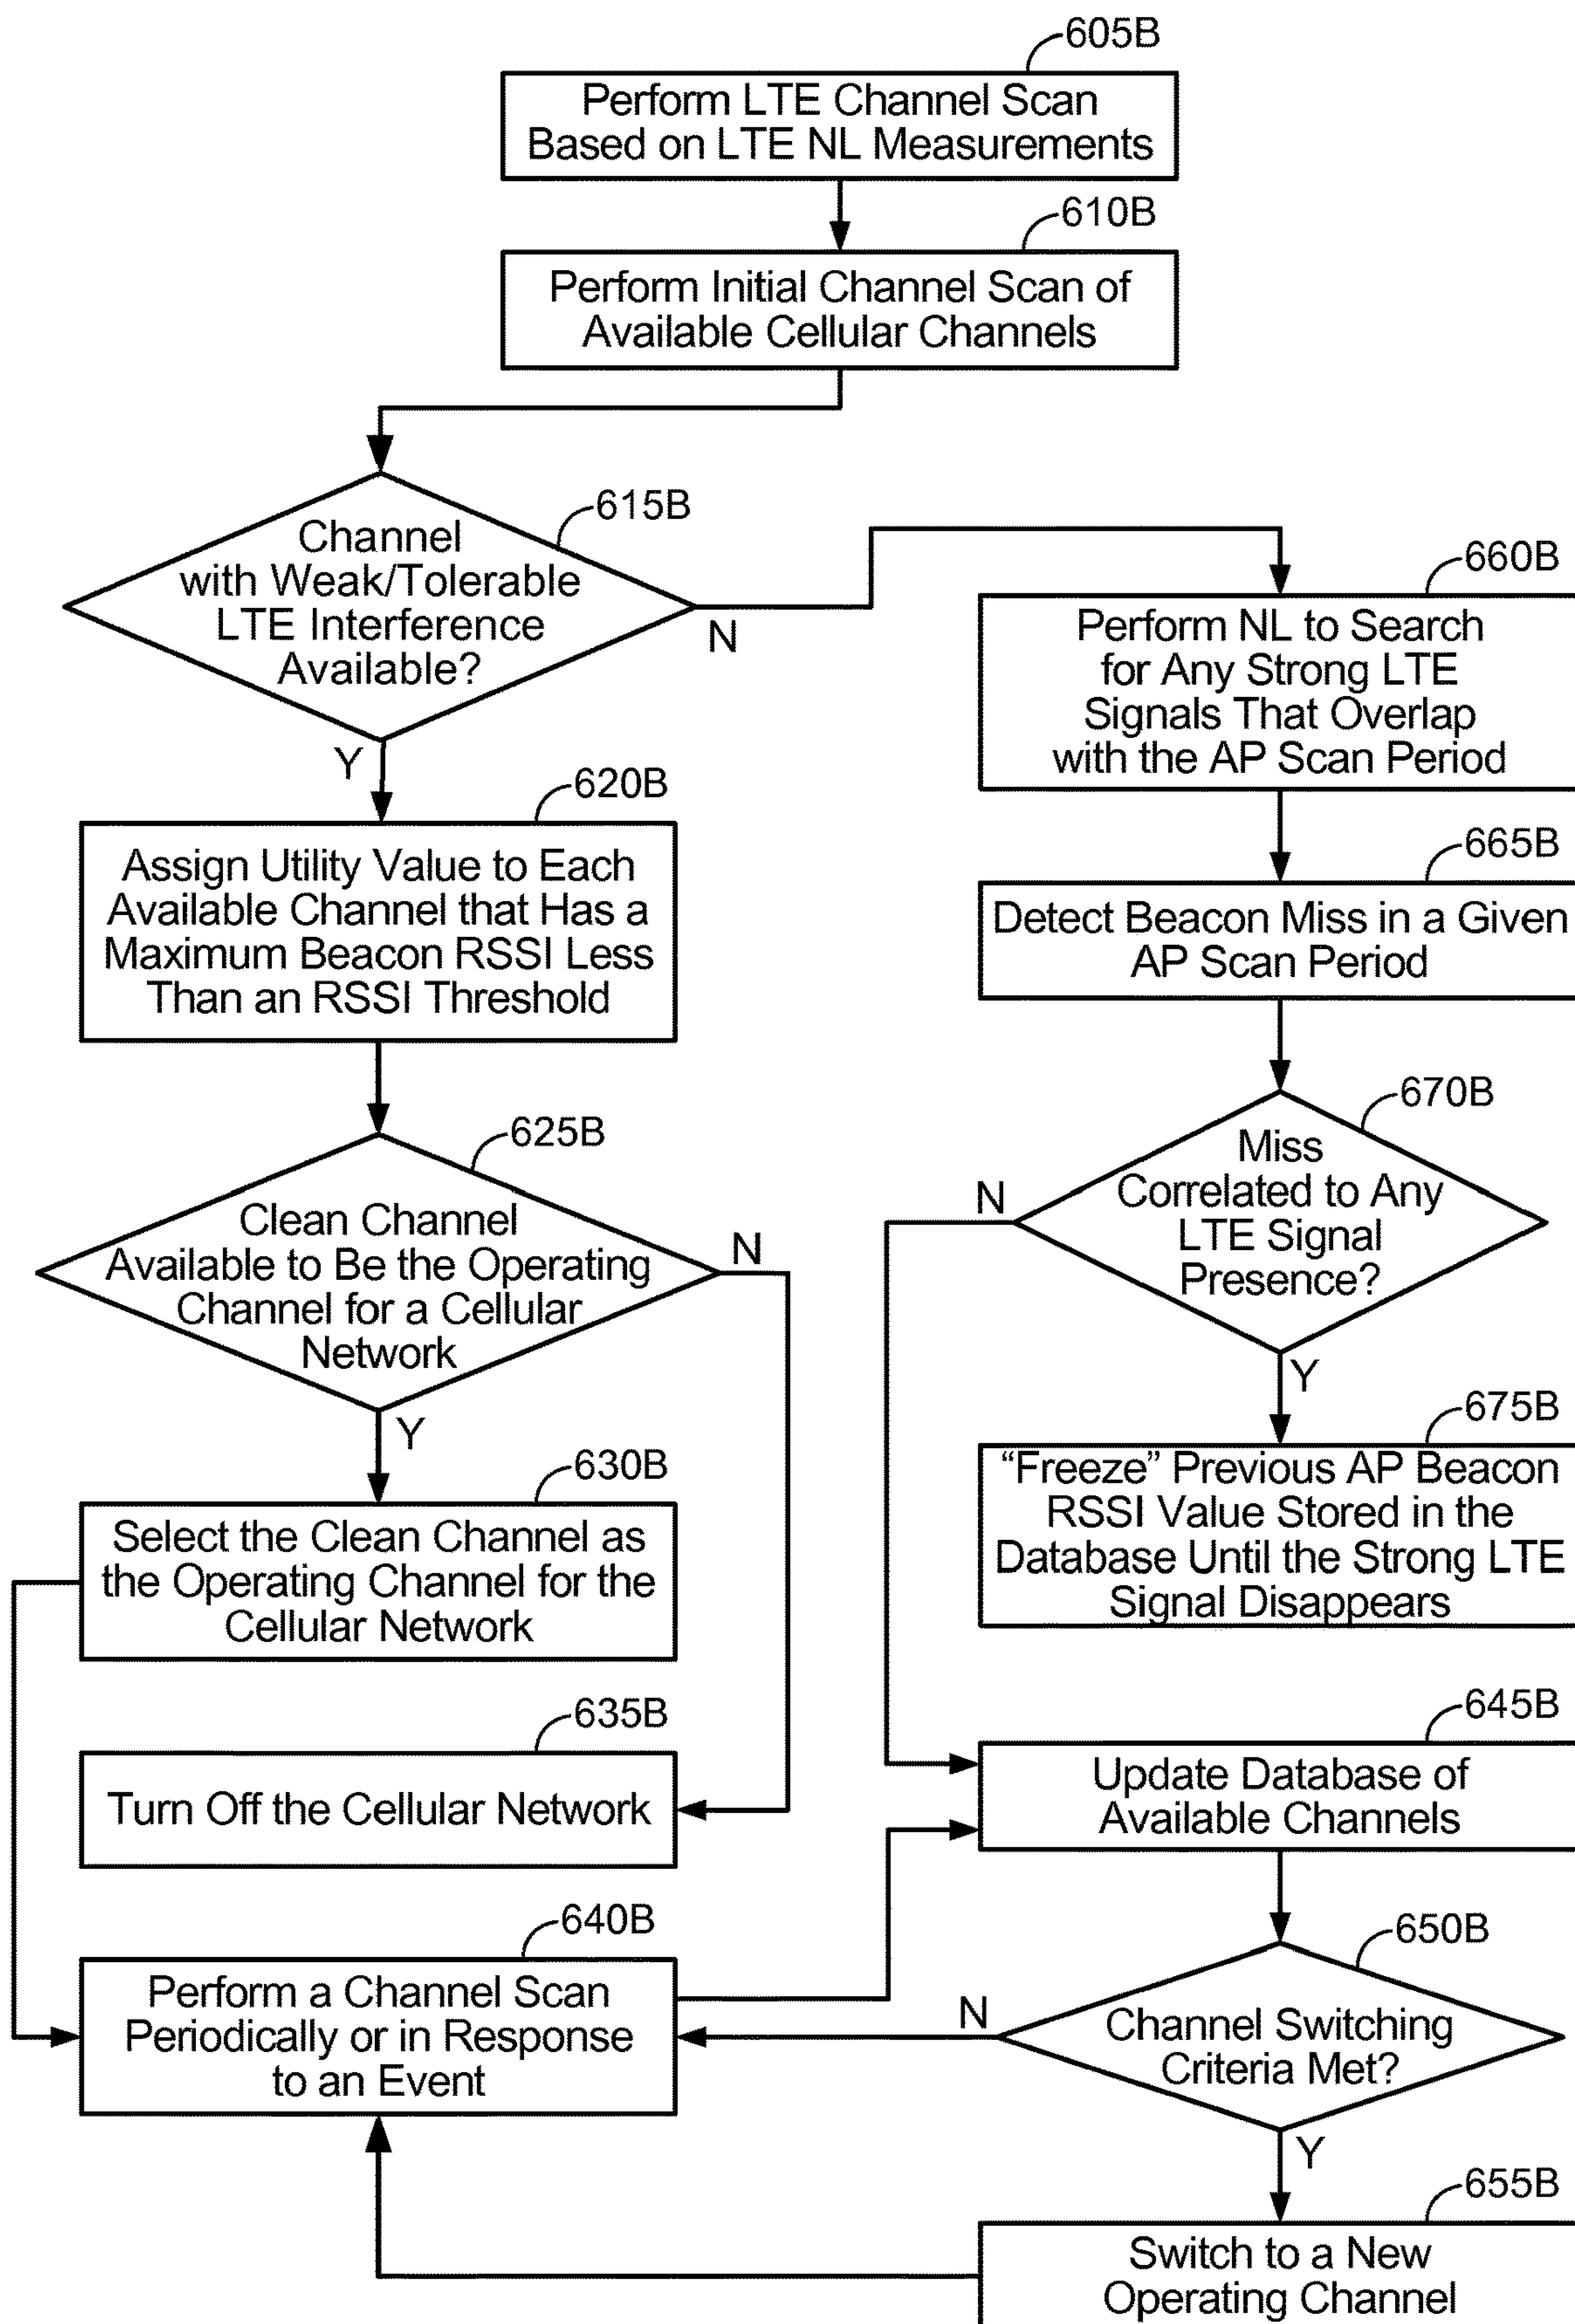 605B
Perform LTE Channel Scan
Based on LTE NL Measurements
610B
Perform Initial Channel Scan of
Available Cellular Channels
615B
Channel
with Weak/Tolerable
LTE Interference
Available?
N
Y
620B
Assign Utility Value to Each
Available Channel that Has a
Maximum Beacon RSSI Less
Than an RSSI Threshold
625B
Clean Channel
Available to Be the Operating
Channel for a Cellular
Network
N
Y
630B
Select the Clean Channel as
the Operating Channel for the
Cellular Network
635B
Turn Off the Cellular Network
640B
Perform a Channel Scan
Periodically or in Response
to an Event
660B
Perform NL to Search
for Any Strong LTE
Signals That Overlap
with the AP Scan Period
665B
Detect Beacon Miss in a Given
AP Scan Period
670B
Miss
Correlated to Any
LTE Signal
Presence?
N
Y
675B
“Freeze” Previous AP Beacon
RSSI Value Stored in the
Database Until the Strong LTE
Signal Disappears
645B
Update Database of
Available Channels
650B
Channel Switching
Criteria Met?
N
Y
655B
Switch to a New
Operating Channel